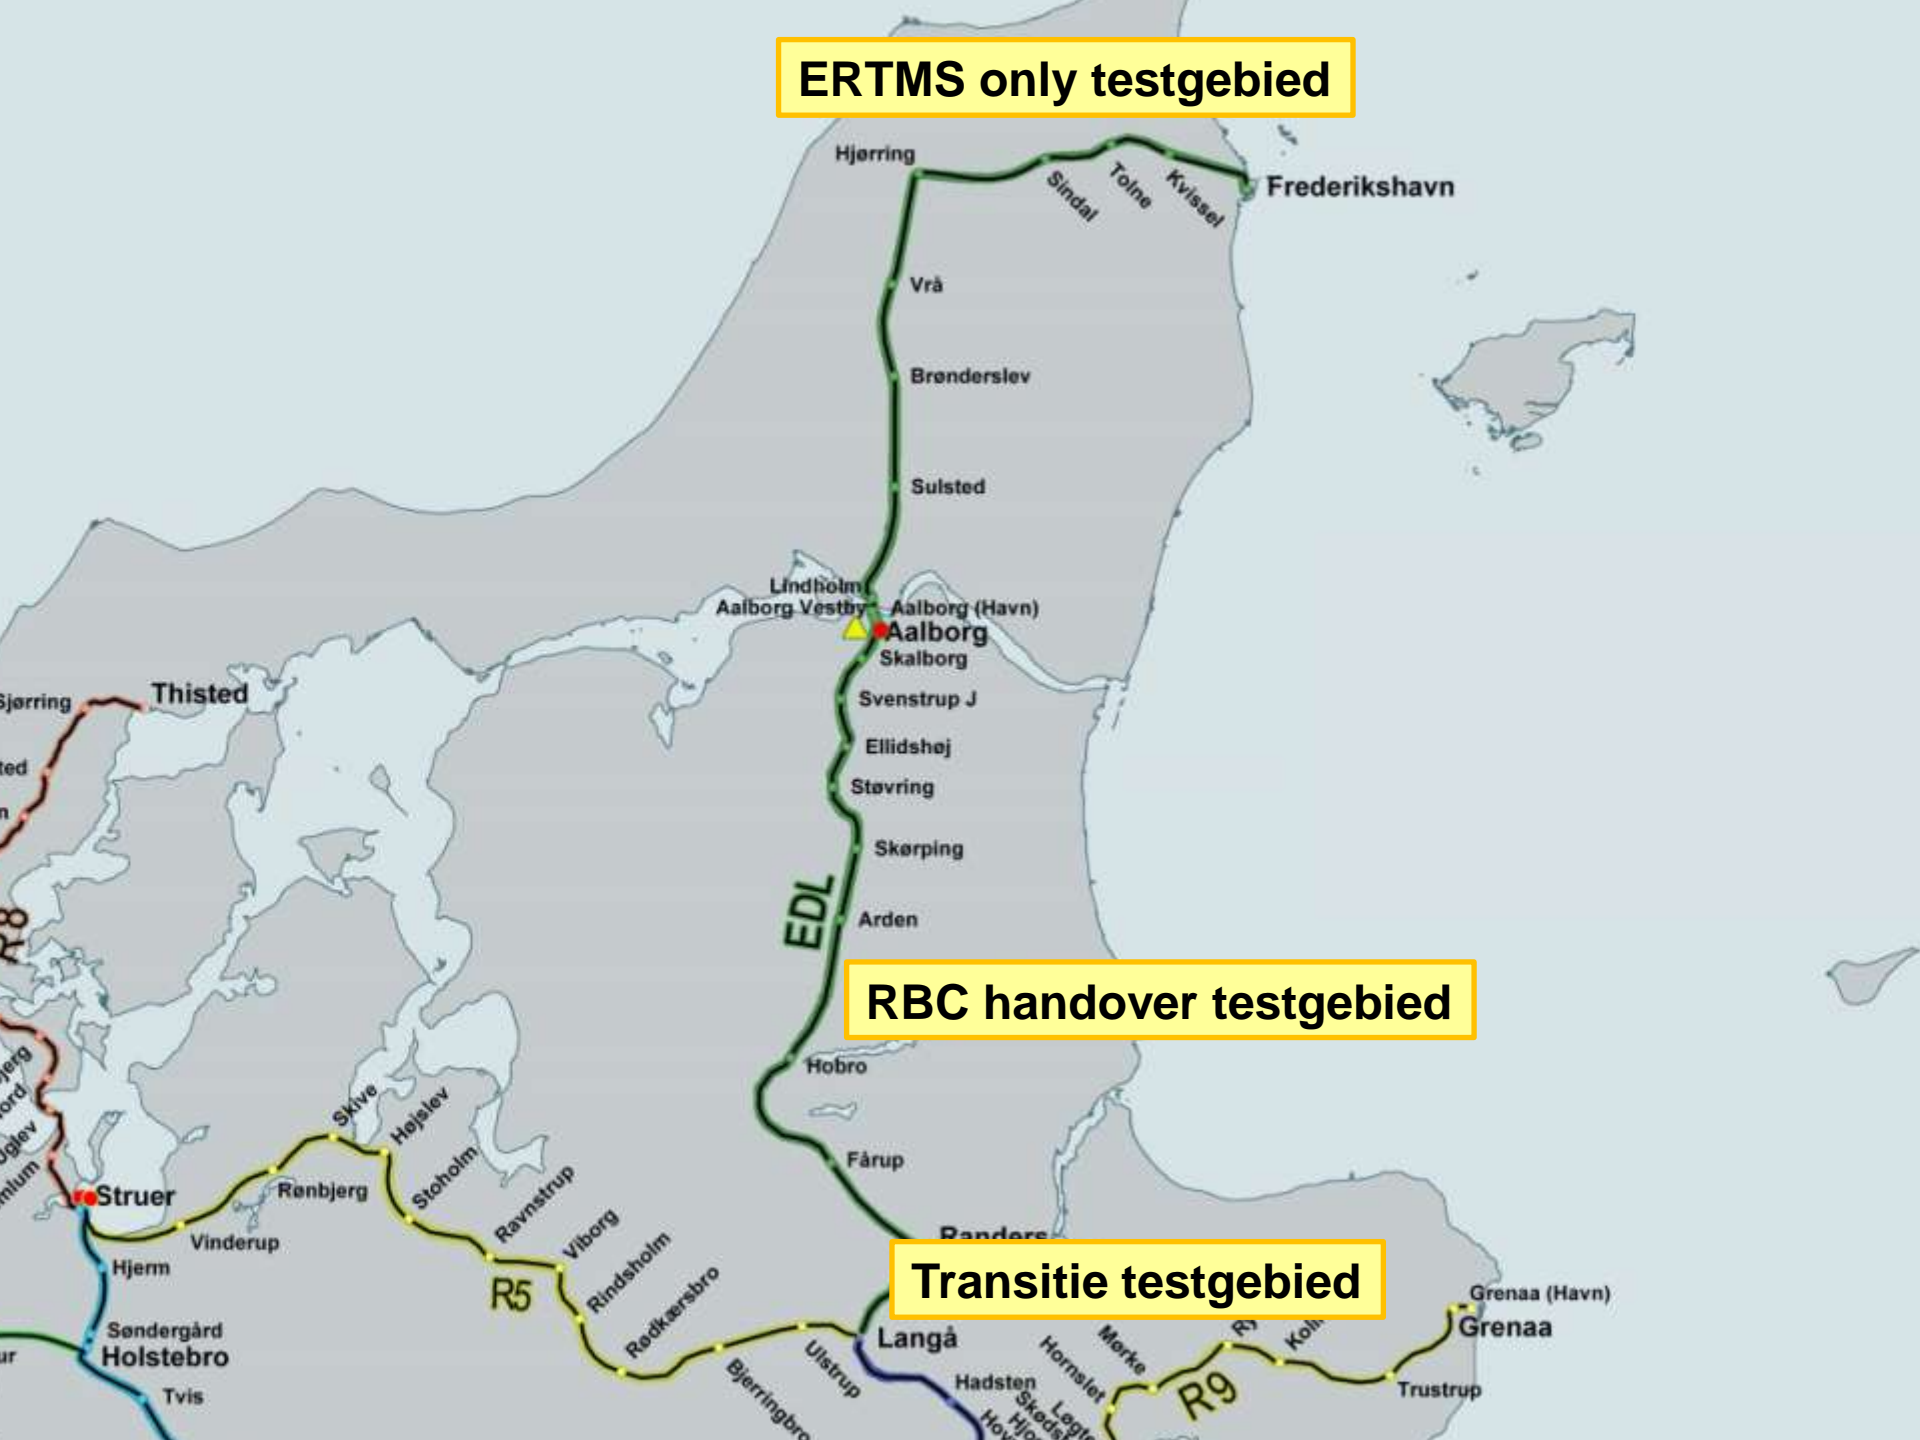 ERTMS only testgebied
Hjørring
Sindal
Tolne
Kvissel
Frederikshavn
Vrå
Brønderslev
Sulsted
Lindholm
Aalborg Vestby
Aalborg (Havn)
Aalborg
Skalborg
Svenstrup J
Ellidshøj
Støvring
Skørping
EDL
Arden
Thisted
R8
RBC handover testgebied
Hobro
Fårup
Randers
Transitie testgebied
Langå
Struer
Vinderup
Rønbjerg
Skive
Højslev
Stoholm
Ravnstrup
R5
Viborg
Rindsholm
Rødkærsbro
Bjerringbro
Ulstrup
Hjerm
Søndergård
Holstebro
Tvis
Uglev
Hadsten
Hornslet
Mørke
R9
Trustrup
Grenaa (Havn)
Grenaa